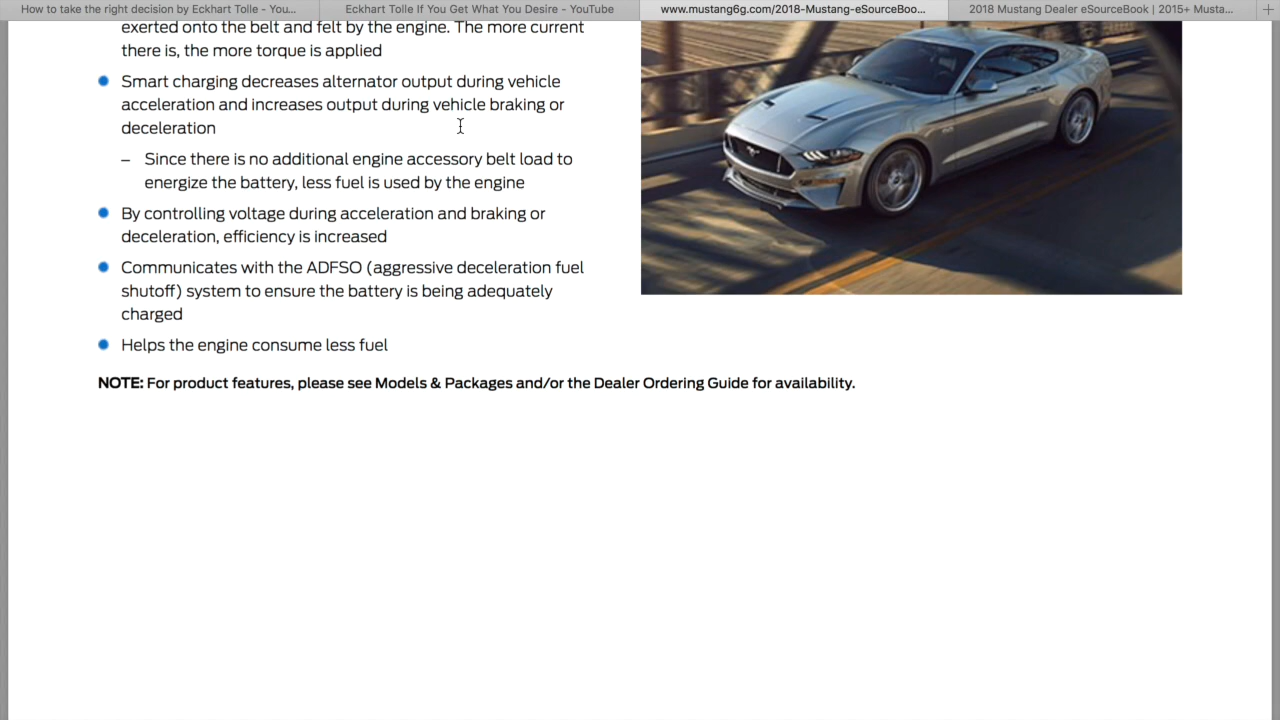 How to take the right decision by Eckhart Tolle - You...
Eckhart Tolle If You Get What You Desire - YouTube
www.mustang6g.com/2018-Mustang-eSourceBoo...
2018 Mustang Dealer eSourceBook | 2015+ Musta...
exerted onto the belt and felt by the engine. The more current
there is, the more torque is applied
Smart charging decreases alternator output during vehicle
acceleration and increases output during vehicle braking or
deceleration
– Since there is no additional engine accessory belt load to
energize the battery, less fuel is used by the engine
By controlling voltage during acceleration and braking or
deceleration, efficiency is increased
Communicates with the ADFSO (aggressive deceleration fuel
shutoff) system to ensure the battery is being adequately
charged
Helps the engine consume less fuel
NOTE: For product features, please see Models & Packages and/or the Dealer Ordering Guide for availability.